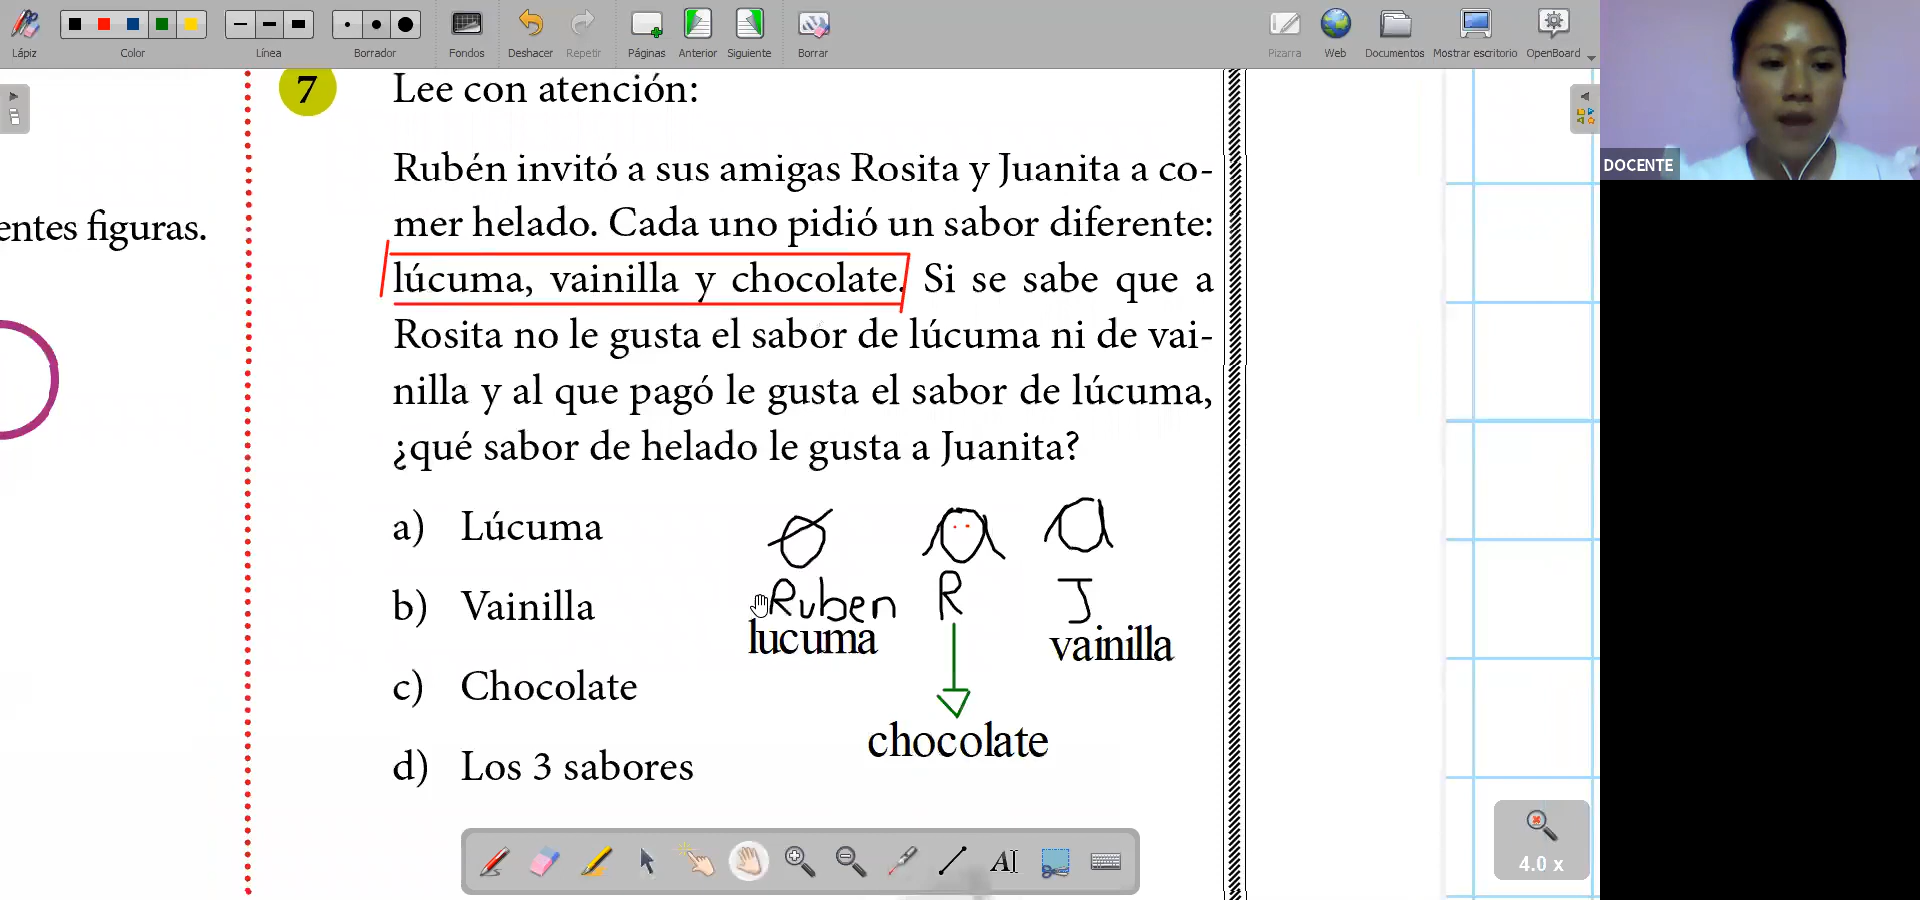 Lápiz
Color
Línea
Borrador
Fondos
Deshacer
Repetir
Páginas
Anterior
Siguiente
Borrar
Pizarra
Web
Documentos
Mostrar escritorio
OpenBoard
DOCENTE
entes figuras.
7
Lee con atención:
Rubén invitó a sus amigas Rosita y Juanita a co-
mer helado. Cada uno pidió un sabor diferente:
lúcuma, vainilla y chocolate. Si se sabe que a
Rosita no le gusta el sabor de lúcuma ni de vai-
nilla y al que pagó le gusta el sabor de lúcuma,
¿qué sabor de helado le gusta a Juanita?
a) Lúcuma
b) Vainilla
c) Chocolate
d) Los 3 sabores
Ruben R J
lucuma vainilla
chocolate
4.0 x